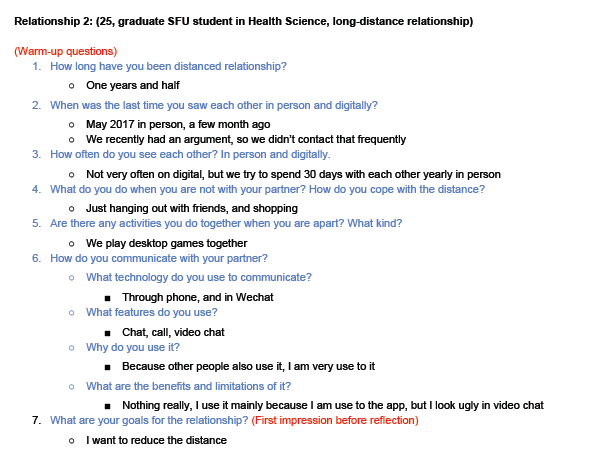 Relationship 2: (25, graduate SFU student in Health Science, long-distance relationship)
(Warm-up questions)
1. How long have you been distanced relationship?
○ One years and half
2. When was the last time you saw each other in person and digitally?
○ May 2017 in person, a few month ago
○ We recently had an argument, so we didn't contact that frequently
3. How often do you see each other? In person and digitally.
○ Not very often on digital, but we try to spend 30 days with each other yearly in person
4. What do you do when you are not with your partner? How do you cope with the distance?
○ Just hanging out with friends, and shopping
5. Are there any activities you do together when you are apart? What kind?
○ We play desktop games together
6. How do you communicate with your partner?
○ What technology do you use to communicate?
■ Through phone, and in Wechat
○ What features do you use?
■ Chat, call, video chat
○ Why do you use it?
■ Because other people also use it, I am very use to it
○ What are the benefits and limitations of it?
■ Nothing really, I use it mainly because I am use to the app, but I look ugly in video chat
7. What are your goals for the relationship? (First impression before reflection)
○ I want to reduce the distance